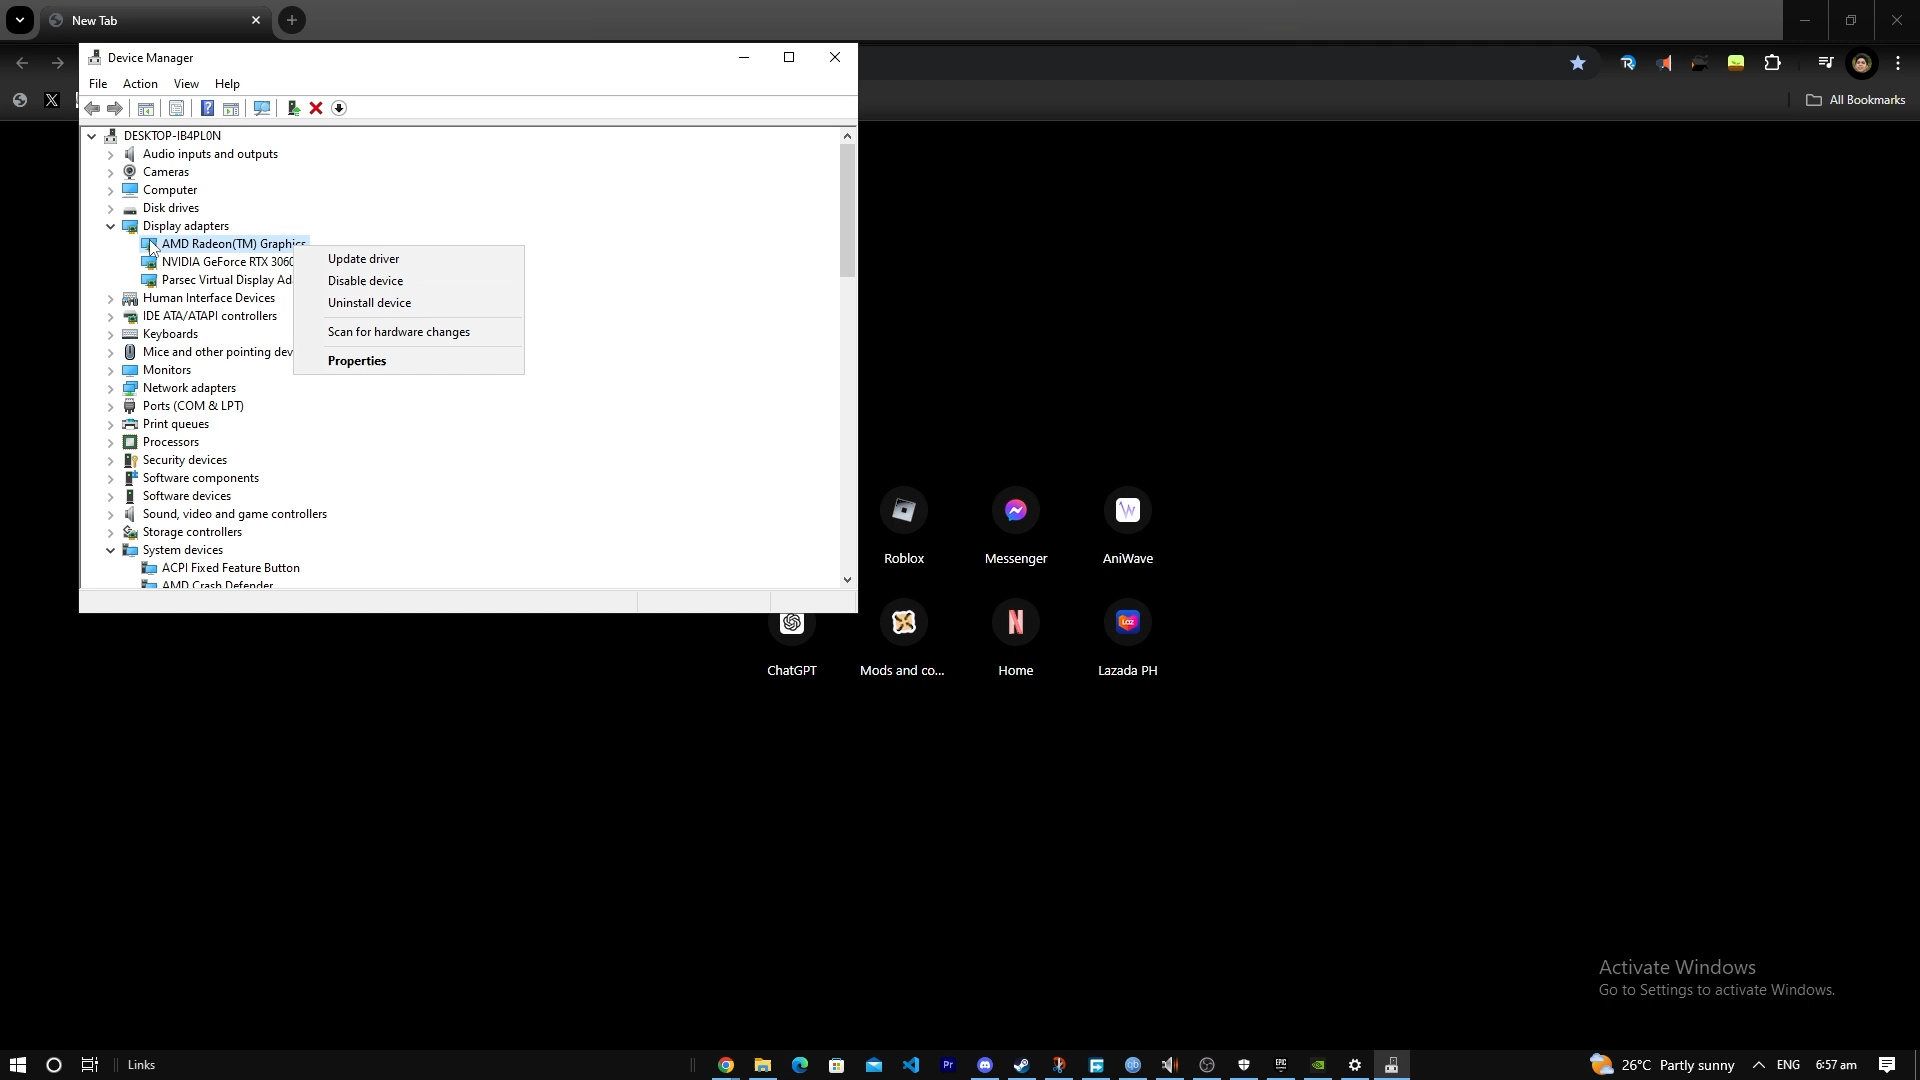 New Tab
Device Manager
File Action View Help
All Bookmarks
DESKTOP-IB4PL0N
Audio inputs and outputs
Cameras
Computer
Disk drives
Display adapters
AMD Radeon(TM) Graphics
NVIDIA GeForce RTX 3060
Parsec Virtual Display Ad
Human Interface Devices
IDE ATA/ATAPI controllers
Keyboards
Mice and other pointing dev
Monitors
Network adapters
Ports (COM & LPT)
Print queues
Processors
Security devices
Software components
Software devices
Sound, video and game controllers
Storage controllers
System devices
ACPI Fixed Feature Button
AMD Crash Defender
Update driver
Disable device
Uninstall device
Scan for hardware changes
Properties
Roblox
Messenger
AniWave
ChatGPT
Mods and co...
Home
Lazada PH
Activate Windows
Go to Settings to activate Windows.
Links
26°C Partly sunny
ENG
6:57 am